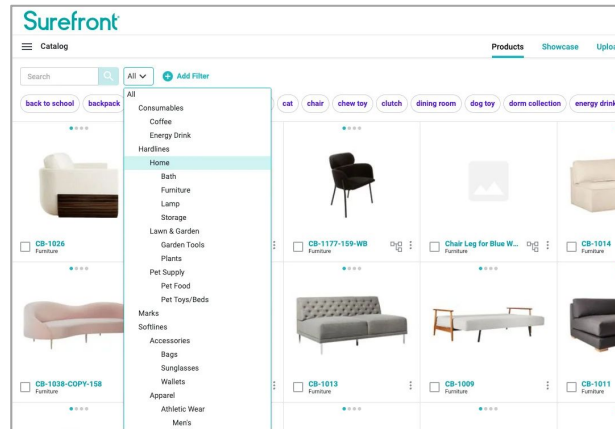 Surefront
Catalog
Products
Showcase
Uploa
Search
All
Add Filter
back to school
backpack
cat
chair
chew toy
clutch
dining room
dog toy
dorm collection
energy drink
All
Consumables
Coffee
Energy Drink
Hardlines
Home
Bath
Furniture
Lamp
Storage
Lawn & Garden
Garden Tools
Plants
Pet Supply
Pet Food
Pet Toys/Beds
Marks
Softlines
Accessories
Bags
Sunglasses
Wallets
Apparel
Athletic Wear
Men's
CB-1026
Furniture
CB-1177-159-WB
Furniture
Chair Leg for Blue W...
Furniture
CB-1014
Furniture
CB-1038-COPY-158
Furniture
CB-1013
Furniture
CB-1009
Furniture
CB-1011
Furniture